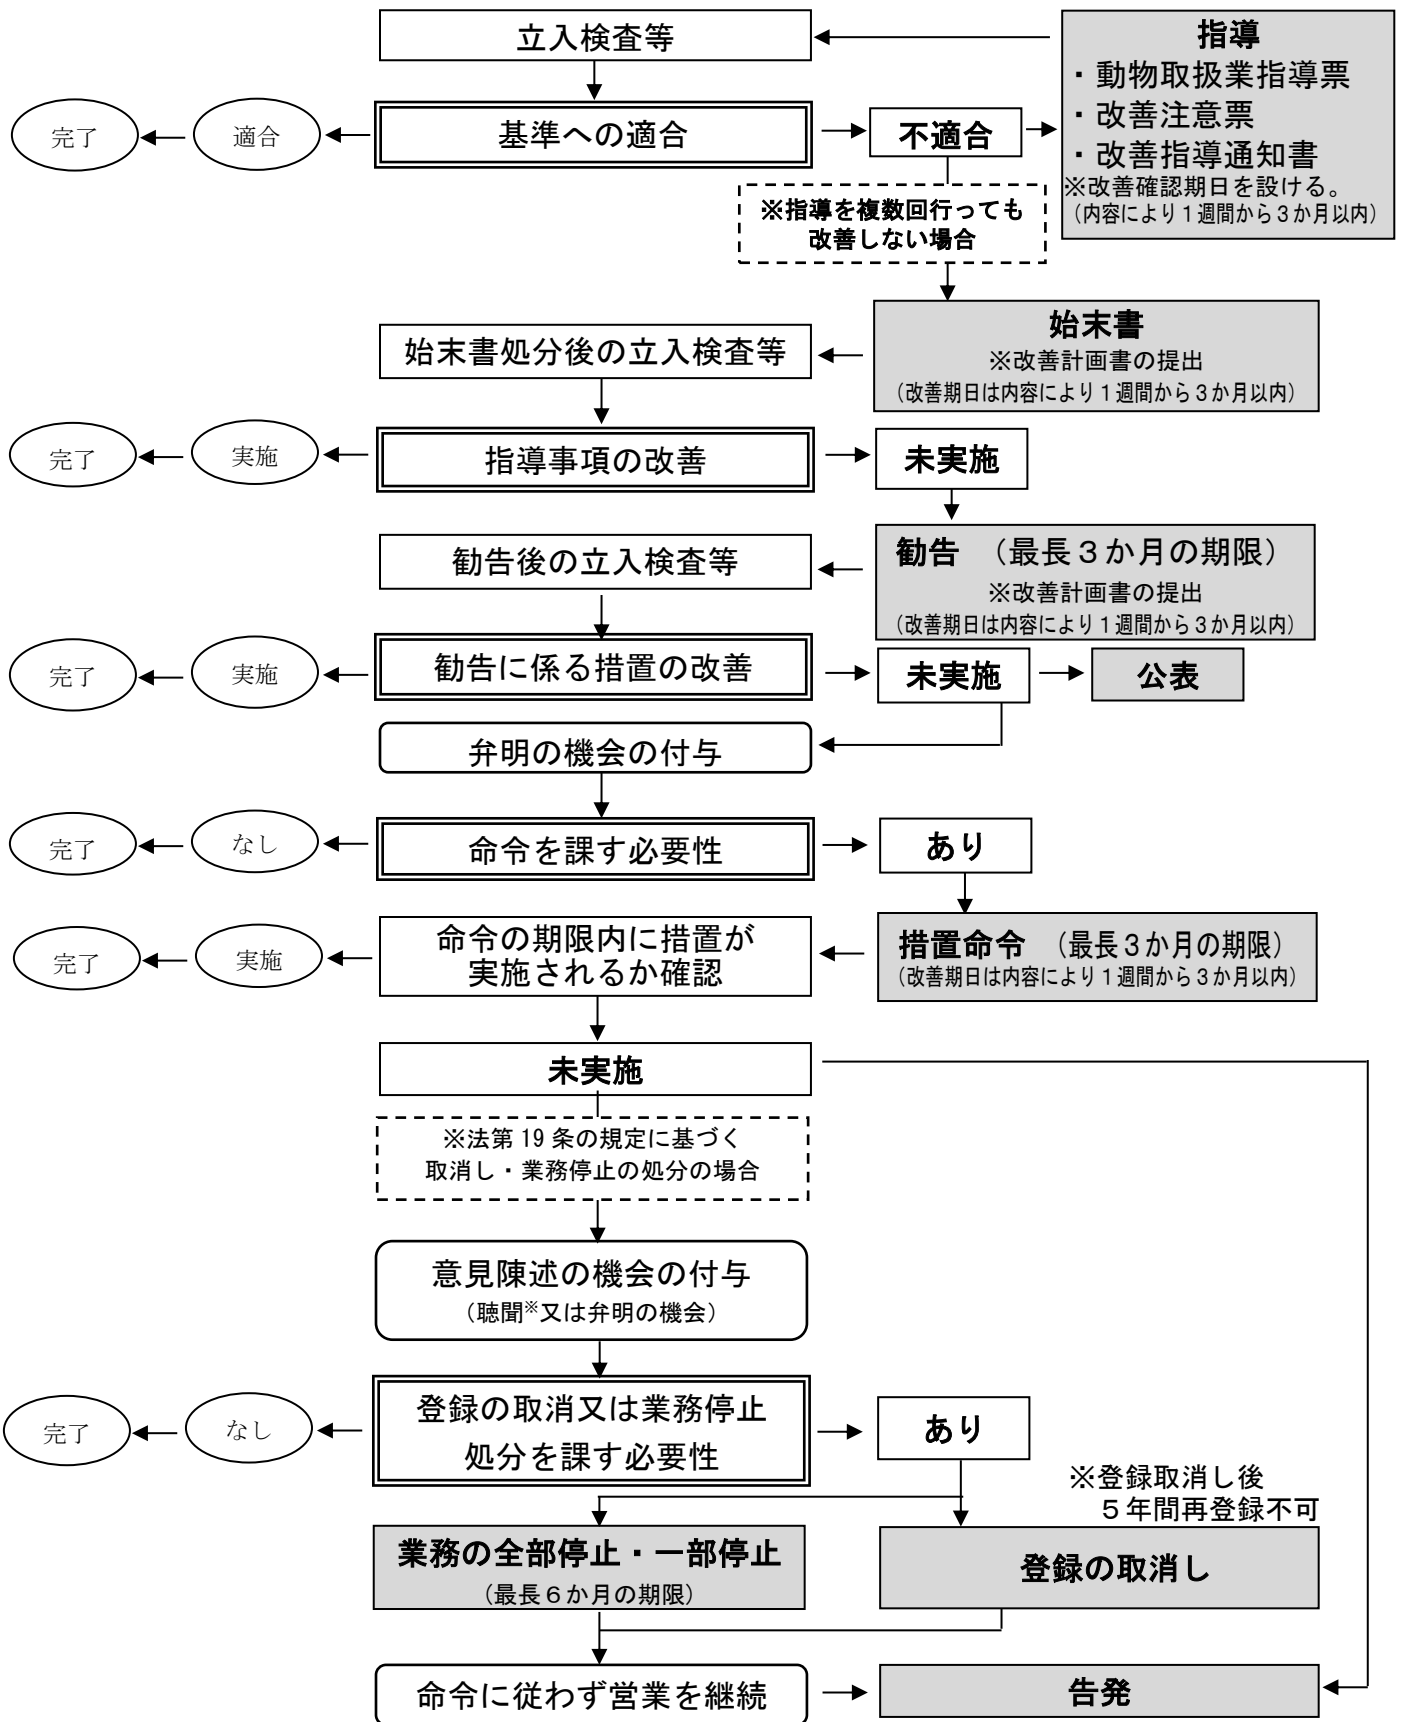 立入検査等
指導
・動物取扱業指導票
・改善注意票
・改善指導通知書
※改善確認期日を設ける。
（内容により１週間から３か月以内）
完了
適合
基準への適合
不適合
※指導を複数回行っても
改善しない場合
始末書
※改善計画書の提出
（改善期日は内容により１週間から３か月以内）
始末書処分後の立入検査等
完了
実施
指導事項の改善
未実施
勧告　（最長３か月の期限）
※改善計画書の提出
（改善期日は内容により１週間から３か月以内）
勧告後の立入検査等
完了
実施
勧告に係る措置の改善
未実施
公表
弁明の機会の付与
完了
なし
命令を課す必要性
あり
措置命令　（最長３か月の期限）
（改善期日は内容により１週間から３か月以内）
命令の期限内に措置が
実施されるか確認
完了
実施
未実施
※法第 19 条の規定に基づく
取消し・業務停止の処分の場合
意見陳述の機会の付与
（聴聞※又は弁明の機会）
完了
なし
登録の取消又は業務停止
処分を課す必要性
あり
※登録取消し後
５年間再登録不可
業務の全部停止・一部停止
（最長６か月の期限）
登録の取消し
命令に従わず営業を継続
告発